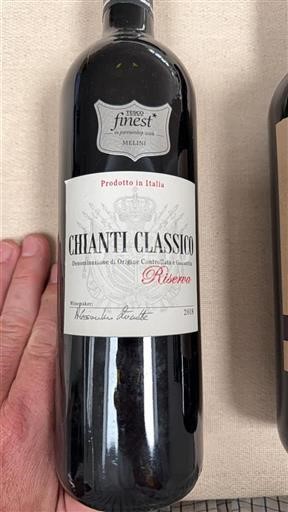 TESCO
finest*
in partnership with
MELINI
Prodotto in Italia
CHIANTI CLASSICO
Denominazione di Origine Controllata e Garantita
Riserva
Winemaker:
2018